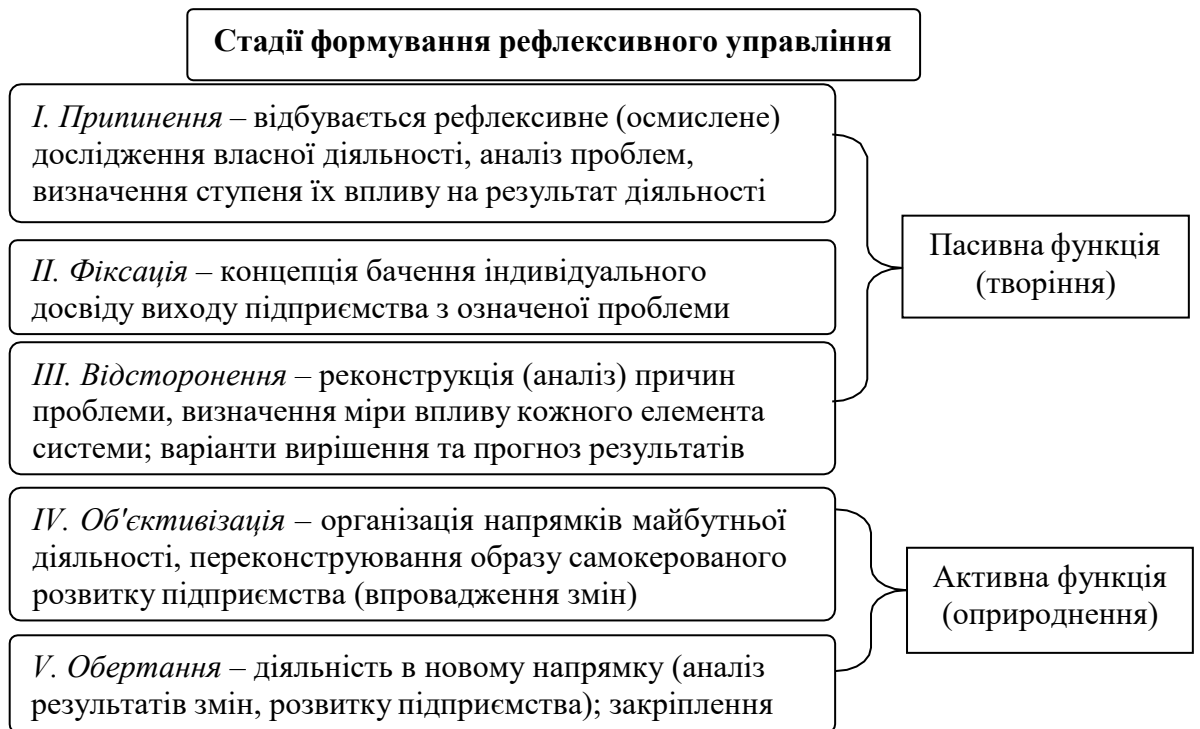 Стадії формування рефлексивного управління
I. Припинення – відбувається рефлексивне (осмислене)
дослідження власної діяльності, аналіз проблем,
визначення ступеня їх впливу на результат діяльності
II. Фіксація – концепція бачення індивідуального
досвіду виходу підприємства з означеної проблеми
III. Відсторонення – реконструкція (аналіз) причин
проблеми, визначення міри впливу кожного елемента
системи; варіанти вирішення та прогноз результатів
Пасивна функція
(творіння)
IV. Об'єктивізація – організація напрямків майбутньої
діяльності, переконструювання образу самокерованого
розвитку підприємства (впровадження змін)
V. Обертання – діяльність в новому напрямку (аналіз
результатів змін, розвитку підприємства); закріплення
Активна функція
(оприроднення)